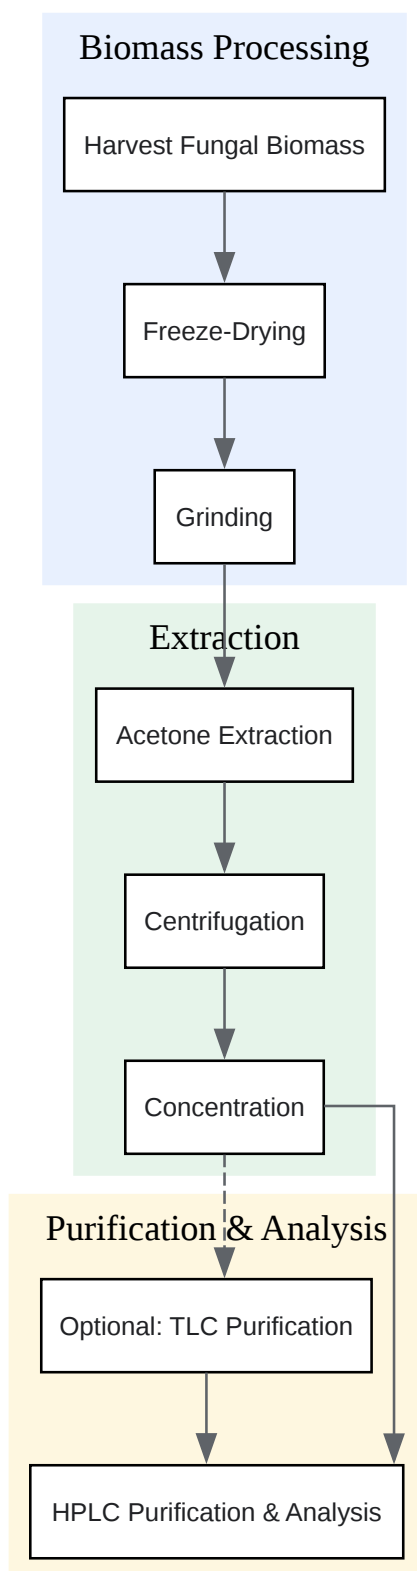 Biomass Processing
Harvest Fungal Biomass
Freeze-Drying
Grinding
Extraction
Acetone Extraction
Centrifugation
Concentration
Purification & Analysis
Optional: TLC Purification
HPLC Purification & Analysis